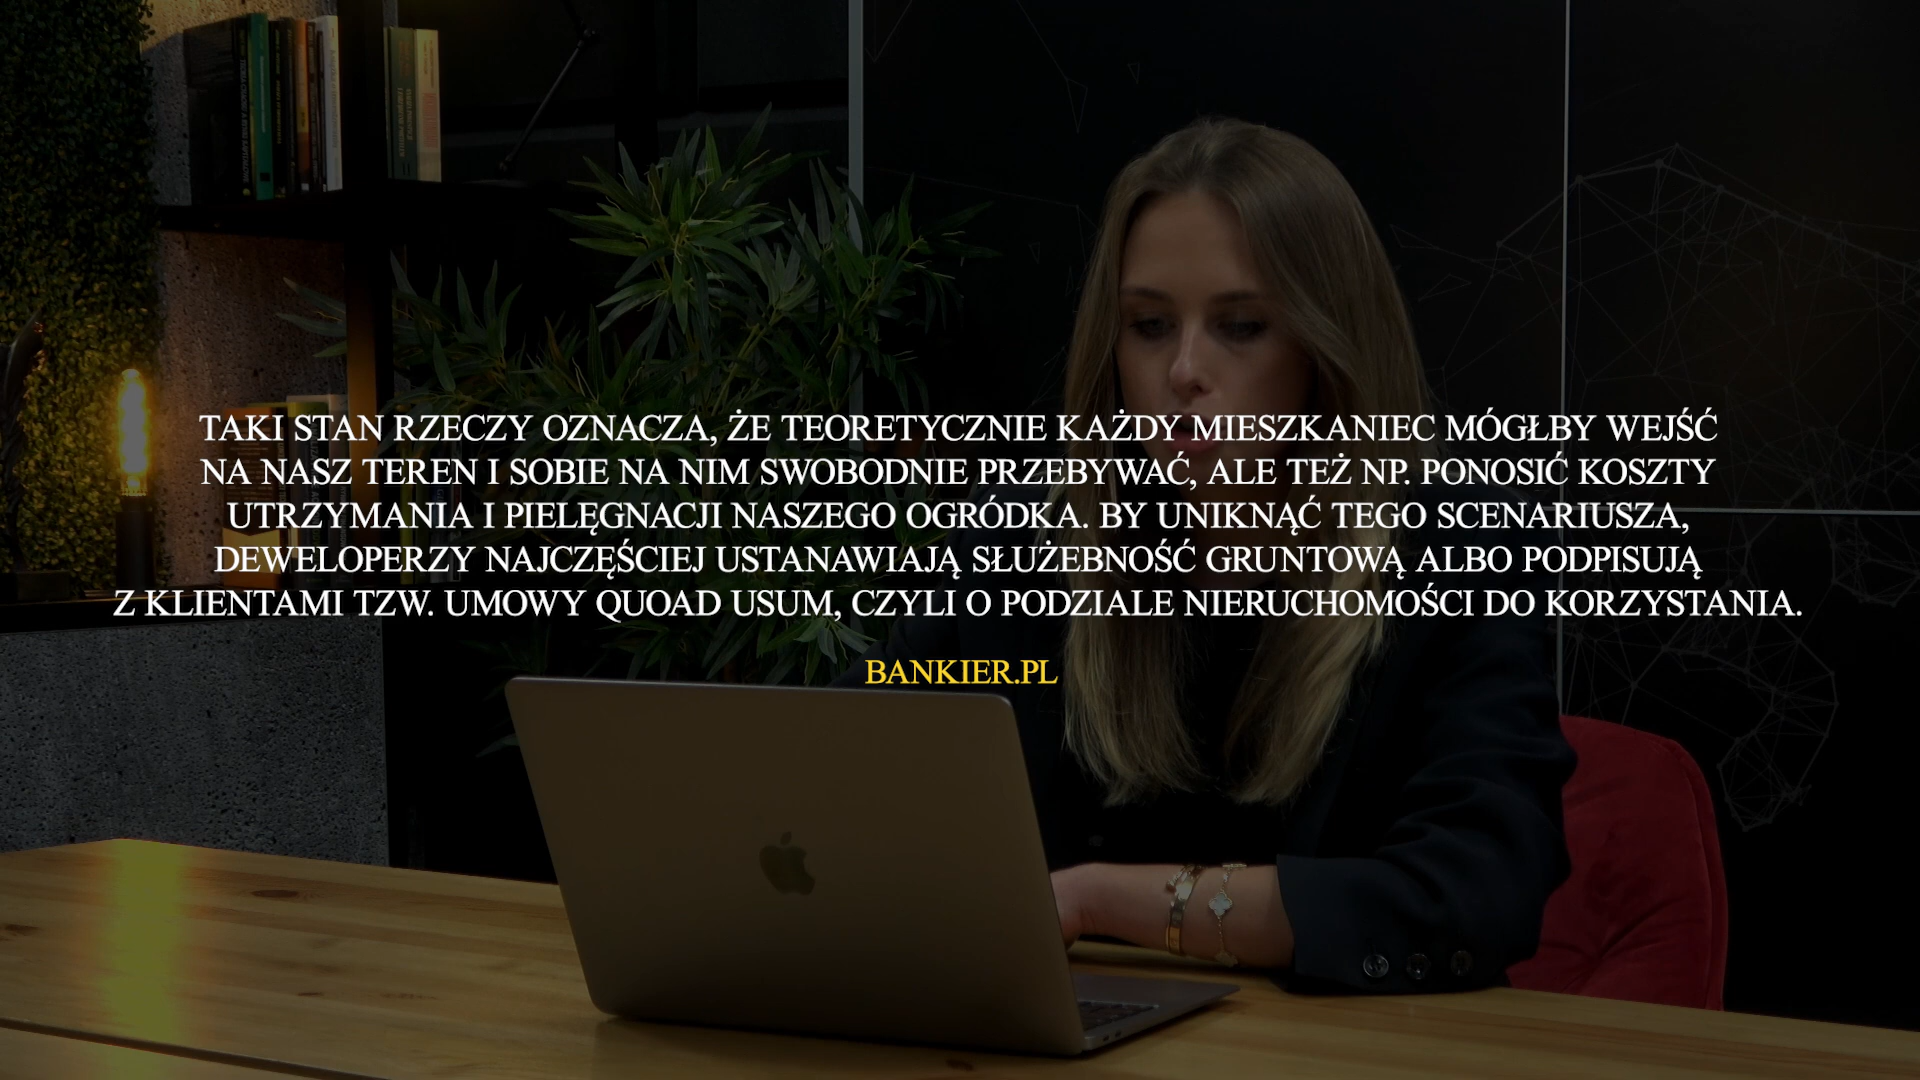 TAKI STAN RZECZY OZNACZA, ŻE TEORETYCZNIE KAŻDY MIESZKANIEC MÓGŁBY WEJŚĆ
NA NASZ TEREN I SOBIE NA NIM SWOBODNIE PRZEBYWAĆ, ALE TEŻ NP. PONOSIĆ KOSZTY
UTRZYMANIA I PIELĘGNACJI NASZEGO OGRÓDKA. BY UNIKNĄĆ TEGO SCENARIUSZA,
DEWELOPERZY NAJCZĘŚCIEJ USTANAWIAJĄ SŁUŻEBNOŚĆ GRUNTOWĄ ALBO PODPISUJĄ
Z KLIENTAMI TZW. UMOWY QUOAD USUM, CZYLI O PODZIALE NIERUCHOMOŚCI DO KORZYSTANIA.
BANKIER.PL